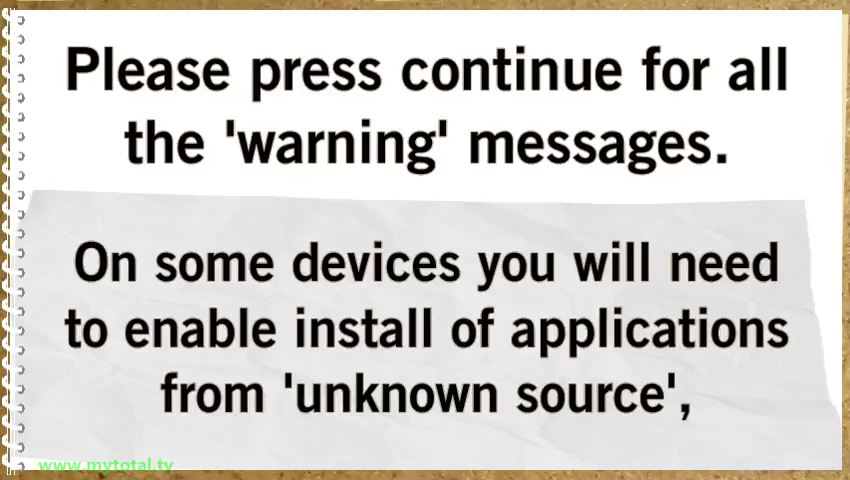 Please press continue for all
the 'warning' messages.
On some devices you will need
to enable install of applications
from 'unknown source',
www.mytotal.tv